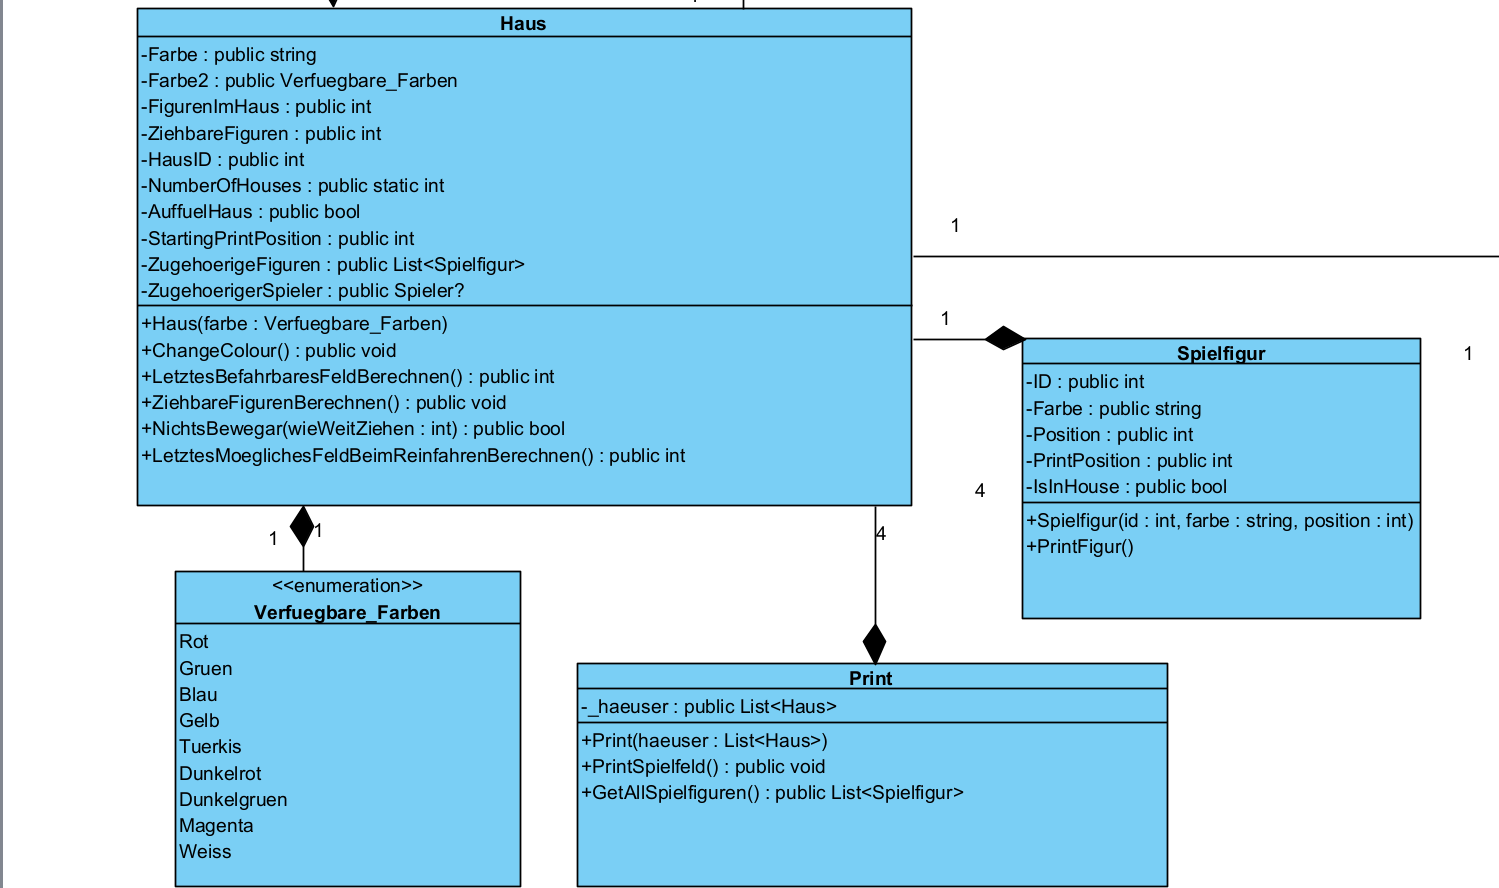 Haus
-Farbe : public string
-Farbe2 : public Verfuegbare_Farben
-FigurenImHaus : public int
-ZiehbareFiguren : public int
-HausID : public int
-NumberOfHouses : public static int
-AuffuelHaus : public bool
-StartingPrintPosition : public int
-ZugehoerigeFiguren : public List<Spielfigur>
-ZugehoerigerSpieler : public Spieler?
+Haus(farbe : Verfuegbare_Farben)
+ChangeColour() : public void
+LetztesBefahrbaresFeldBerechnen() : public int
+ZiehbareFigurenBerechnen() : public void
+NichtsBewegar(wieWeitZiehen : int) : public bool
+LetztesMoeglichesFeldBeimReinfahrenBerechnen() : public int
1
1
1
Spielfigur
-ID : public int
-Farbe : public string
-Position : public int
-PrintPosition : public int
-IsInHouse : public bool
+Spielfigur(id : int, farbe : string, position : int)
+PrintFigur()
4
1
1
4
<<enumeration>>
Verfuegbare_Farben
Rot
Gruen
Blau
Gelb
Tuerkis
Dunkelrot
Dunkelgruen
Magenta
Weiss
Print
-_haeuser : public List<Haus>
+Print(haeuser : List<Haus>)
+PrintSpielfeld() : public void
+GetAllSpielfiguren() : public List<Spielfigur>